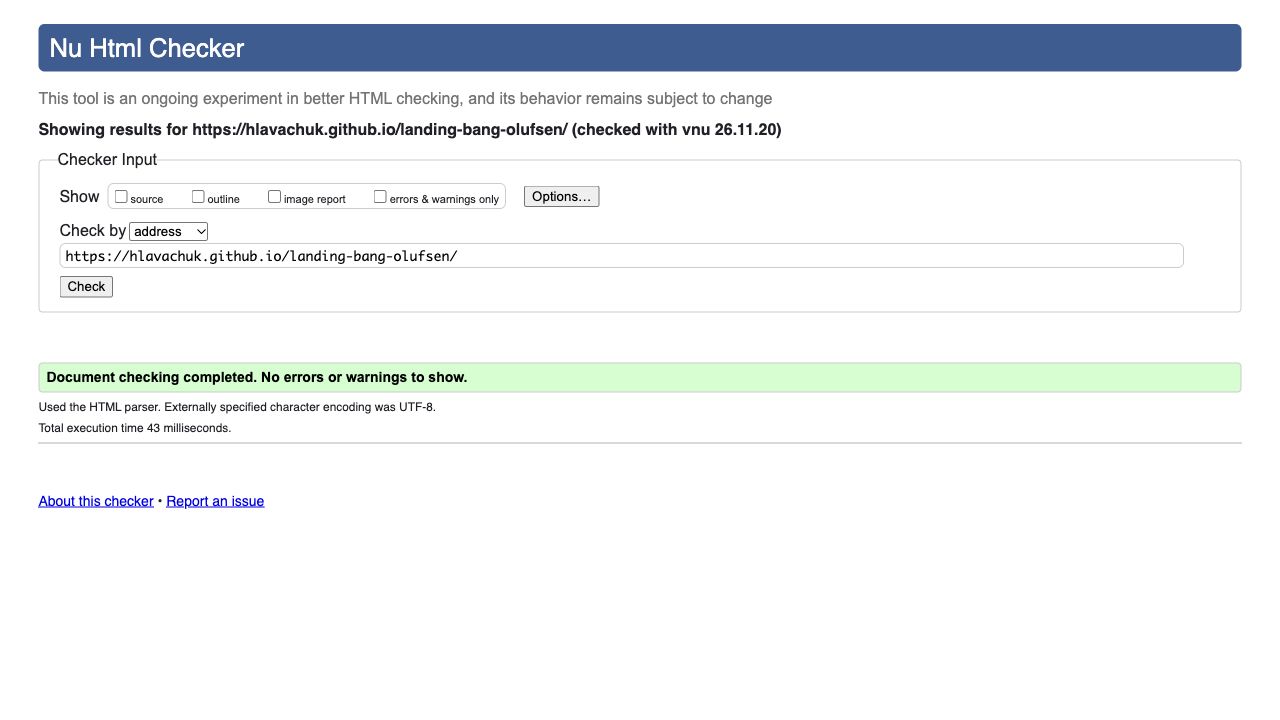 Nu Html Checker
This tool is an ongoing experiment in better HTML checking, and its behavior remains subject to change
Showing results for https://hlavachuk.github.io/landing-bang-olufsen/ (checked with vnu 26.11.20)
Checker Input
Show source outline image report errors & warnings only Options...
Check by address
https://hlavachuk.github.io/landing-bang-olufsen/
Check
Document checking completed. No errors or warnings to show.
Used the HTML parser. Externally specified character encoding was UTF-8.
Total execution time 43 milliseconds.
About this checker • Report an issue